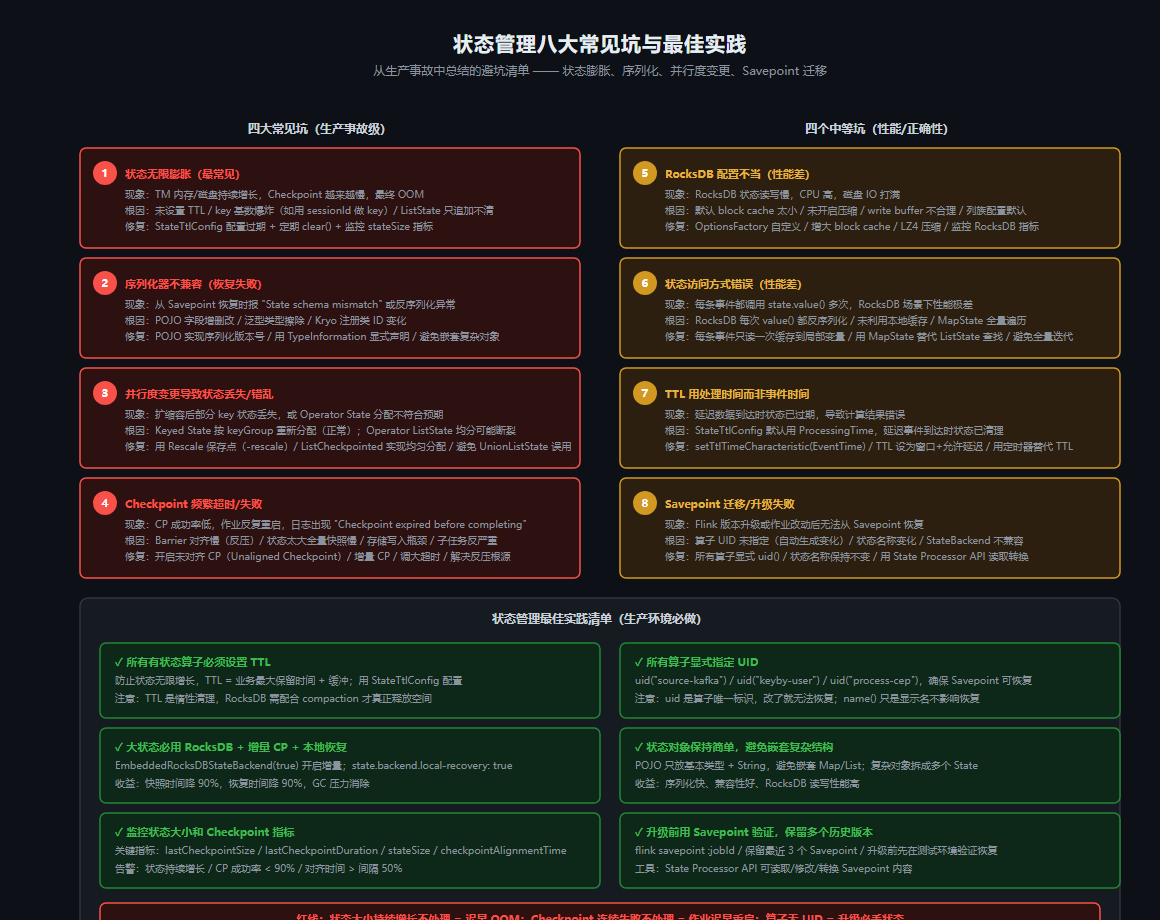 状态管理八大常见坑与最佳实践
从生产事故中总结的避坑清单 —— 状态膨胀、序列化、并行度变更、Savepoint 迁移
四大常见坑（生产事故级）
1 状态无限膨胀（最常见）
现象：TM 内存/磁盘持续增长，Checkpoint 越来越慢，最终 OOM
根因：未设置 TTL / key 基数爆炸（如用 sessionId 做 key）/ ListState 只追加不清
修复：StateTtlConfig 配置过期 + 定期 clear() + 监控 stateSize 指标
2 序列化器不兼容（恢复失败）
现象：从 Savepoint 恢复时报 "State schema mismatch" 或反序列化异常
根因：POJO 字段增删改 / 泛型类型擦除 / Kryo 注册类 ID 变化
修复：POJO 实现序列化版本号 / 用 TypeInformation 显式声明 / 避免嵌套复杂对象
3 并行度变更导致状态丢失/错乱
现象：扩缩容后部分 key 状态丢失，或 Operator State 分配不符合预期
根因：Keyed State 按 keyGroup 重新分配（正常）；Operator ListState 均分可能断裂
修复：用 Rescale 保存点（-rescale）/ ListCheckpointed 实现均匀分配 / 避免 UnionListState 误用
4 Checkpoint 频繁超时/失败
现象：CP 成功率低，作业反复重启，日志出现 "Checkpoint expired before completing"
根因：Barrier 对齐慢（反压）/ 状态太大全量快照慢 / 存储写入瓶颈 / 子任务反严重
修复：开启未对齐 CP（Unaligned Checkpoint）/ 增量 CP / 调大超时 / 解决反压根源
四个中等坑（性能/正确性）
5 RocksDB 配置不当（性能差）
现象：RocksDB 状态读写慢，CPU 高，磁盘 IO 打满
根因：默认 block cache 太小 / 未开启压缩 / write buffer 不合理 / 列族配置默认
修复：OptionsFactory 自定义 / 增大 block cache / LZ4 压缩 / 监控 RocksDB 指标
6 状态访问方式错误（性能差）
现象：每条事件都调用 state.value() 多次，RocksDB 场景下性能极差
根因：RocksDB 每次 value() 都反序列化 / 未利用本地缓存 / MapState 全量遍历
修复：每条事件只读一次缓存到局部变量 / 用 MapState 替代 ListState 查找 / 避免全量迭代
7 TTL 用处理时间而非事件时间
现象：延迟数据到达时状态已过期，导致计算结果错误
根因：StateTtlConfig 默认用 ProcessingTime，延迟事件到达时状态已清理
修复：setTtlTimeCharacteristic(EventTime) / TTL 设为窗口+允许延迟 / 用定时器替代 TTL
8 Savepoint 迁移/升级失败
现象：Flink 版本升级或作业改动后无法从 Savepoint 恢复
根因：算子 UID 未指定（自动生成变化）/ 状态名称变化 / StateBackend 不兼容
修复：所有算子显式 uid() / 状态名称保持不变 / 用 State Processor API 读取转换
状态管理最佳实践清单（生产环境必做）
✓ 所有有状态算子必须设置 TTL
防止状态无限增长，TTL = 业务最大保留时间 + 缓冲；用 StateTtlConfig 配置
注意：TTL 是惰性清理，RocksDB 需配合 compaction 才真正释放空间
✓ 所有算子显式指定 UID
uid("source-kafka") / uid("keyby-user") / uid("process-cep")，确保 Savepoint 可恢复
注意：uid 是算子唯一标识，改了就无法恢复；name() 只是显示名不影响恢复
✓ 大状态必用 RocksDB + 增量 CP + 本地恢复
EmbeddedRocksDBStateBackend(true) 开启增量；state.backend.local-recovery: true
收益：快照时间降 90%，恢复时间降 90%，GC 压力消除
✓ 状态对象保持简单，避免嵌套复杂结构
POJO 只放基本类型 + String，避免嵌套 Map/List；复杂对象拆成多个 State
收益：序列化快、兼容性好、RocksDB 读写性能高
✓ 监控状态大小和 Checkpoint 指标
关键指标：lastCheckpointSize / lastCheckpointDuration / stateSize / checkpointAlignmentTime
告警：状态持续增长 / CP 成功率 < 90% / 对齐时间 > 间隔 50%
✓ 升级前用 Savepoint 验证，保留多个历史版本
flink savepoint :jobId / 保留最近 3 个 Savepoint / 升级前先在测试环境验证恢复
工具：State Processor API 可读取/修改/转换 Savepoint 内容
红线：状态大小持续增长不处理 = 迟早 OOM；Checkpoint 连续失败不处理 = 作业迟早重启；算子无 UID = 升级必丢状态